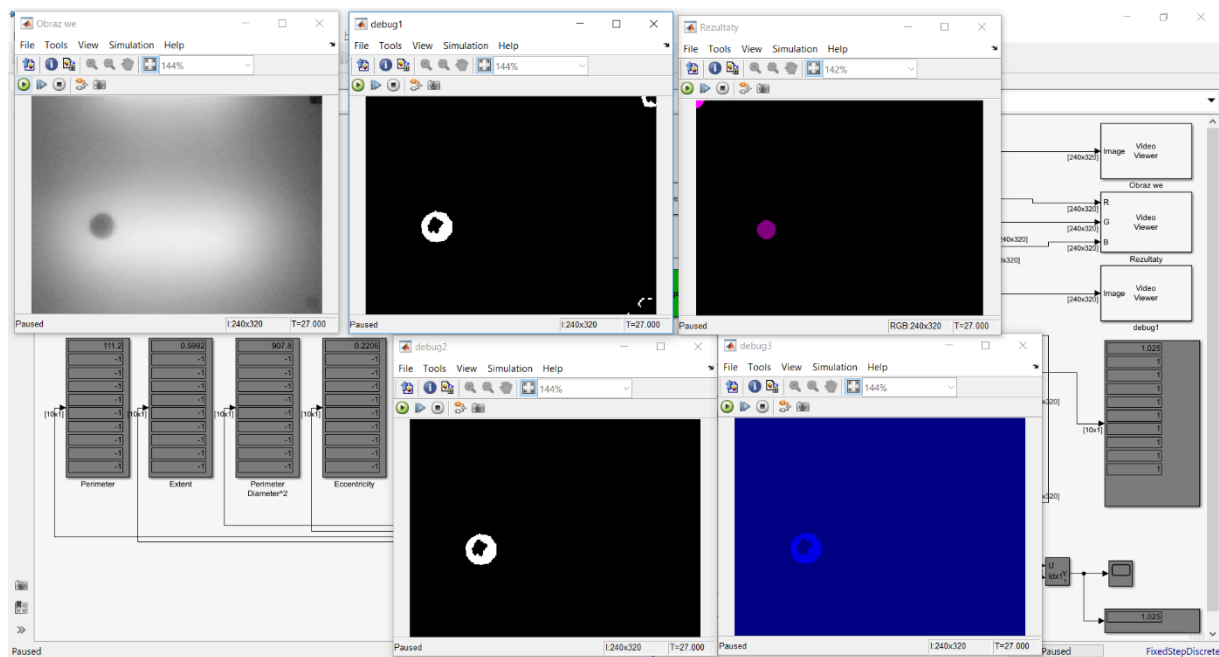 Obraz we
File Tools View Simulation Help
144%
Paused
I:240x320
T=27.000
debug1
File Tools View Simulation Help
144%
Paused
I:240x320
T=27.000
Rezultaty
File Tools View Simulation Help
142%
Paused
RGB:240x320
T=27.000
[240x320]
Image
Video
Viewer
Obraz we
[240x320]
[240x320]
[240x320]
R
G
B
Video
Viewer
Rezultaty
[240x320]
Image
Video
Viewer
debug1
[10x1]
111.2
-1
-1
-1
-1
-1
-1
-1
-1
-1
Perimeter
[10x1]
0.5992
-1
-1
-1
-1
-1
-1
-1
-1
-1
Extent
[10x1]
907.8
-1
-1
-1
-1
-1
-1
-1
-1
-1
Perimeter
Diameter^2
[10x1]
0.2206
-1
-1
-1
-1
-1
-1
-1
-1
-1
Eccentricity
debug2
File Tools View Simulation Help
144%
Paused
I:240x320
T=27.000
debug3
File Tools View Simulation Help
144%
Paused
I:240x320
T=27.000
[10x1]
1.025
1
1
1
1
1
1
1
1
1
U
Idx1
Y
1.025
Paused
Paused
FixedStepDiscrete